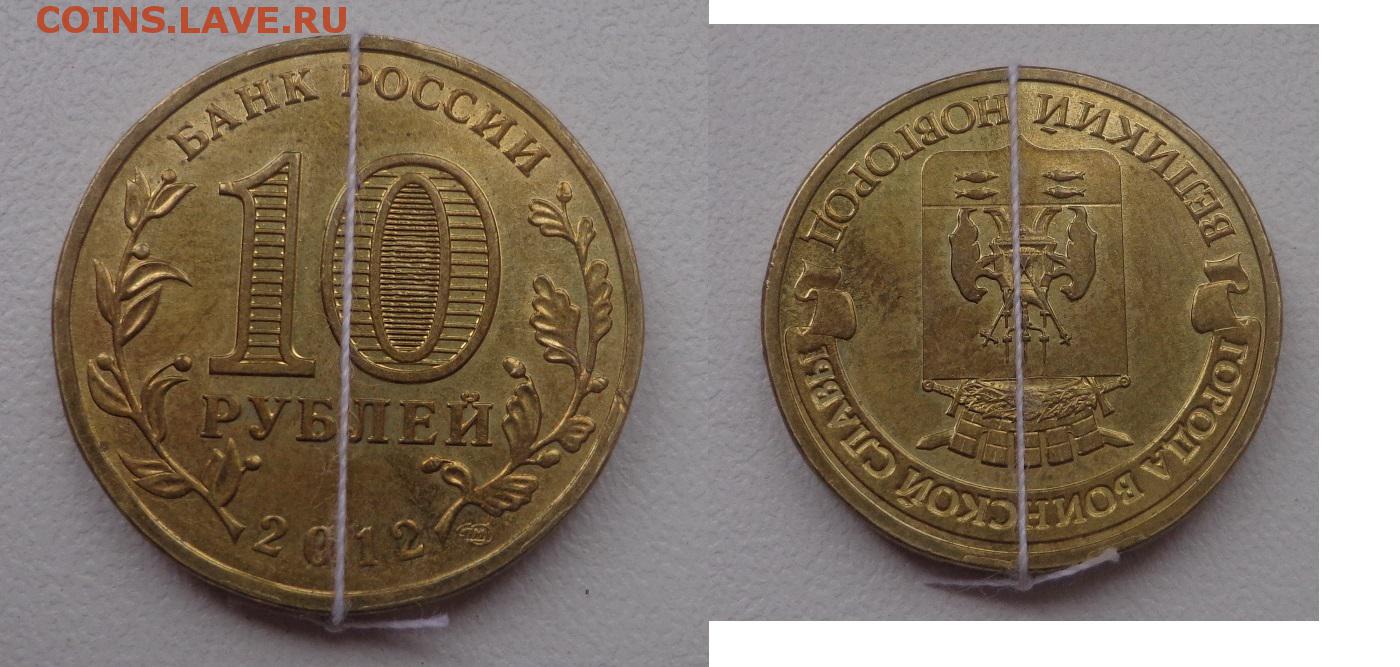 COINS.LAVE.RU
БАНК РОССИИ
10
РУБЛЕЙ
2012
ВЕЛИКИЙ НОВГОРОД
ГОРОДА ВОИНСКОЙ СЛАВЫ